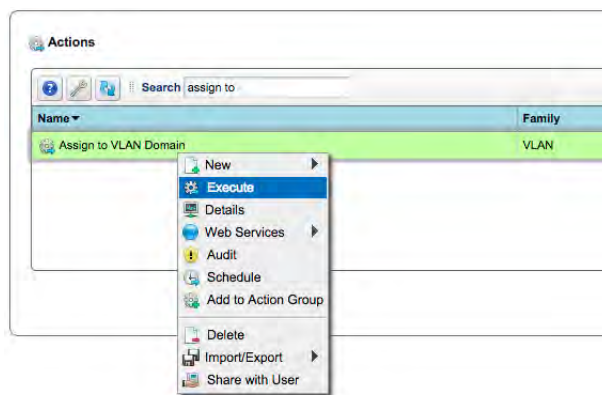 Actions
Search assign to
Name Family
Assign to VLAN Domain VLAN
New
Execute
Details
Web Services
Audit
Schedule
Add to Action Group
Delete
Import/Export
Share with User